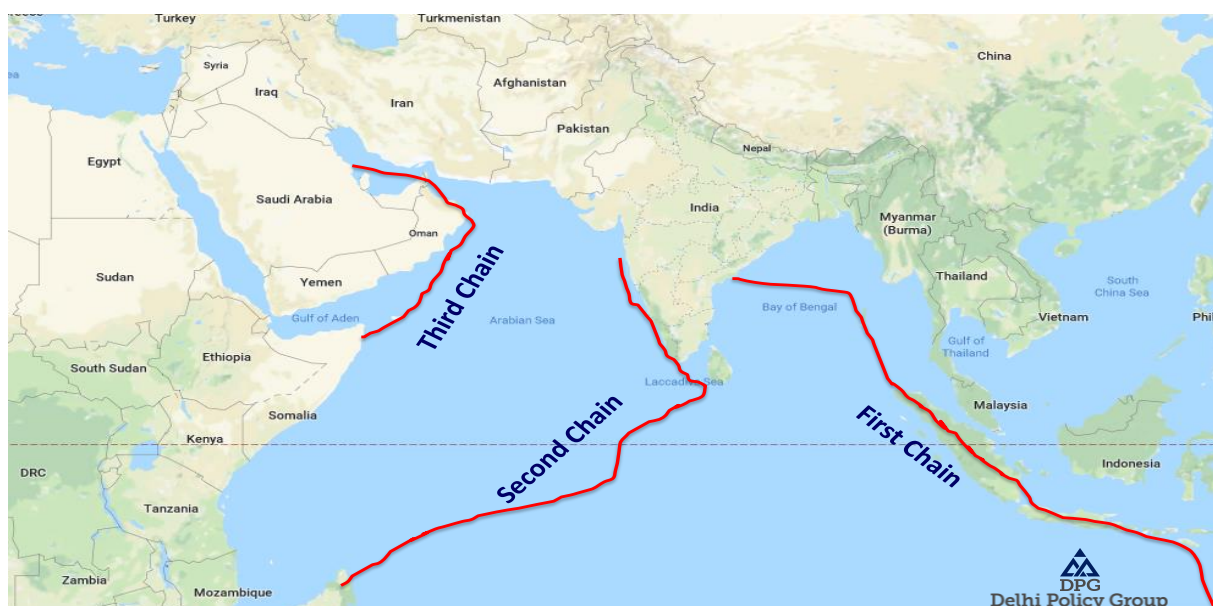 Turkey
Turkmenistan
China
Syria
Afghanistan
Iraq
Iran
Pakistan
Nepal
Egypt
Saudi Arabia
India
Myanmar
(Burma)
Oman
Sudan
Yemen
Thailand
South
China Sea
Gulf of Aden
Third Chain
Arabian Sea
Bay of Bengal
Vietnam
Phil
Gulf of
Thailand
Ethiopia
South Sudan
Laccadive Sea
Malaysia
Somalia
Kenya
Second Chain
First Chain
DRC
Indonesia
Tanzania
Zambia
Mozambique
DPG
Delhi Policy Group